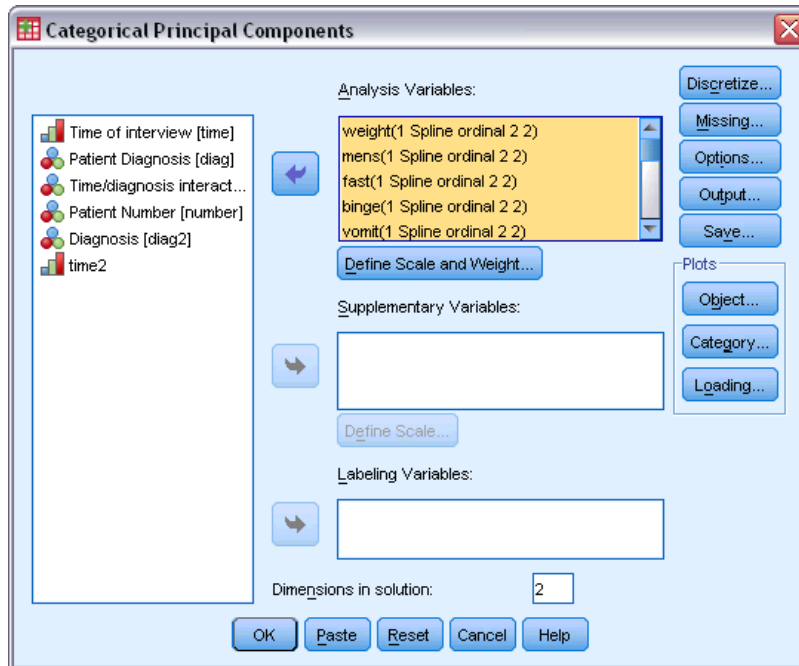 Categorical Principal Components
Time of interview [time]
Patient Diagnosis [diag]
Time/diagnosis interact...
Patient Number [number]
Diagnosis [diag2]
time2
Analysis Variables:
weight(1 Spline ordinal 2 2)
mens(1 Spline ordinal 2 2)
fast(1 Spline ordinal 2 2)
binge(1 Spline ordinal 2 2)
vomit(1 Spline ordinal 2 2)
Define Scale and Weight...
Supplementary Variables:
Define Scale...
Labeling Variables:
Dimensions in solution: 2
Discretize...
Missing...
Options...
Output...
Save...
Plots
Object...
Category...
Loading...
OK Paste Reset Cancel Help